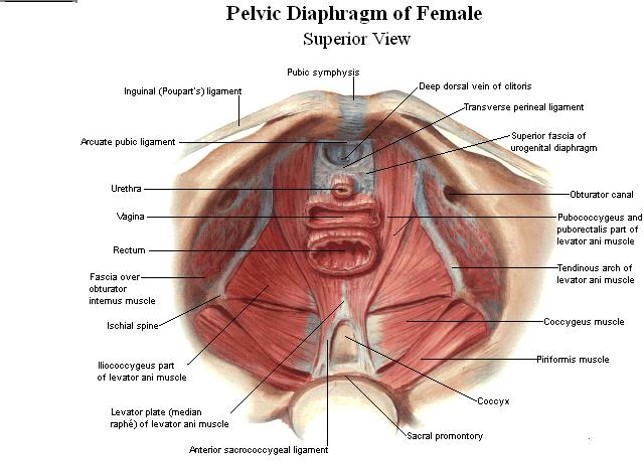 Pelvic Diaphragm of Female
Superior View
Pubic symphysis
Inguinal (Poupart's) ligament
Deep dorsal vein of clitoris
Transverse perineal ligament
Arcuate pubic ligament
Superior fascia of
urogenital diaphragm
Urethra
Obturator canal
Vagina
Pubococcygeus and
puborectalis part of
levator ani muscle
Rectum
Fascia over
obturator
internus muscle
Tendinous arch of
levator ani muscle
Ischial spine
Coccygeus muscle
Iliococcygeus part
of levator ani muscle
Piriformis muscle
Coccyx
Levator plate (median
raphé) of levator ani muscle
Sacral promontory
Anterior sacrococcygeal ligament